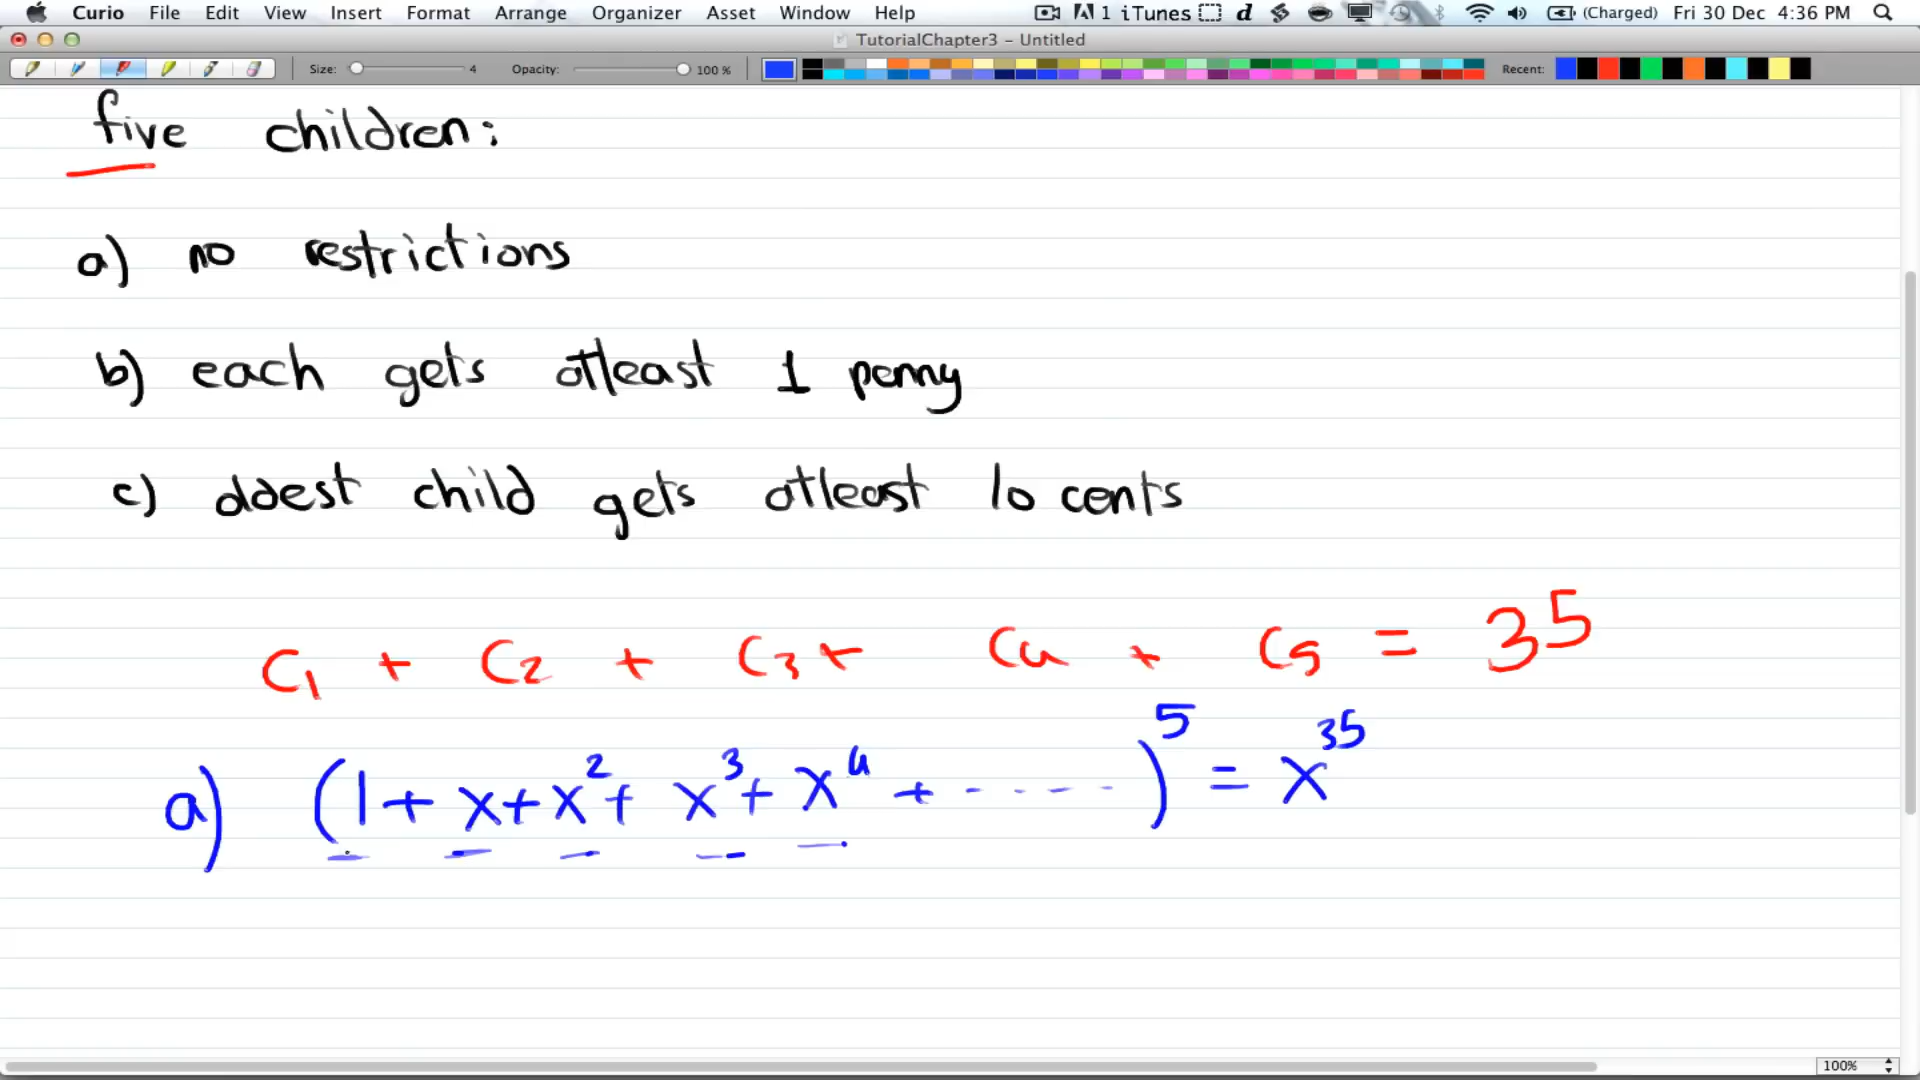 Curio File Edit View Insert Format Arrange Organizer Asset Window Help 1 iTunes d (Charged) Fri 30 Dec 4:36 PM
TutorialChapter3 – Untitled
Size: 4 Opacity: 100 % Recent:
five children:
a) no restrictions
b) each gets atleast 1 penny
c) oldest child gets atleast 10 cents
C₁ + C₂ + C₃ + C₄ + C₅ = 35
a) (1 + x + x² + x³ + x⁴ + ------)⁵ = x³⁵
100%